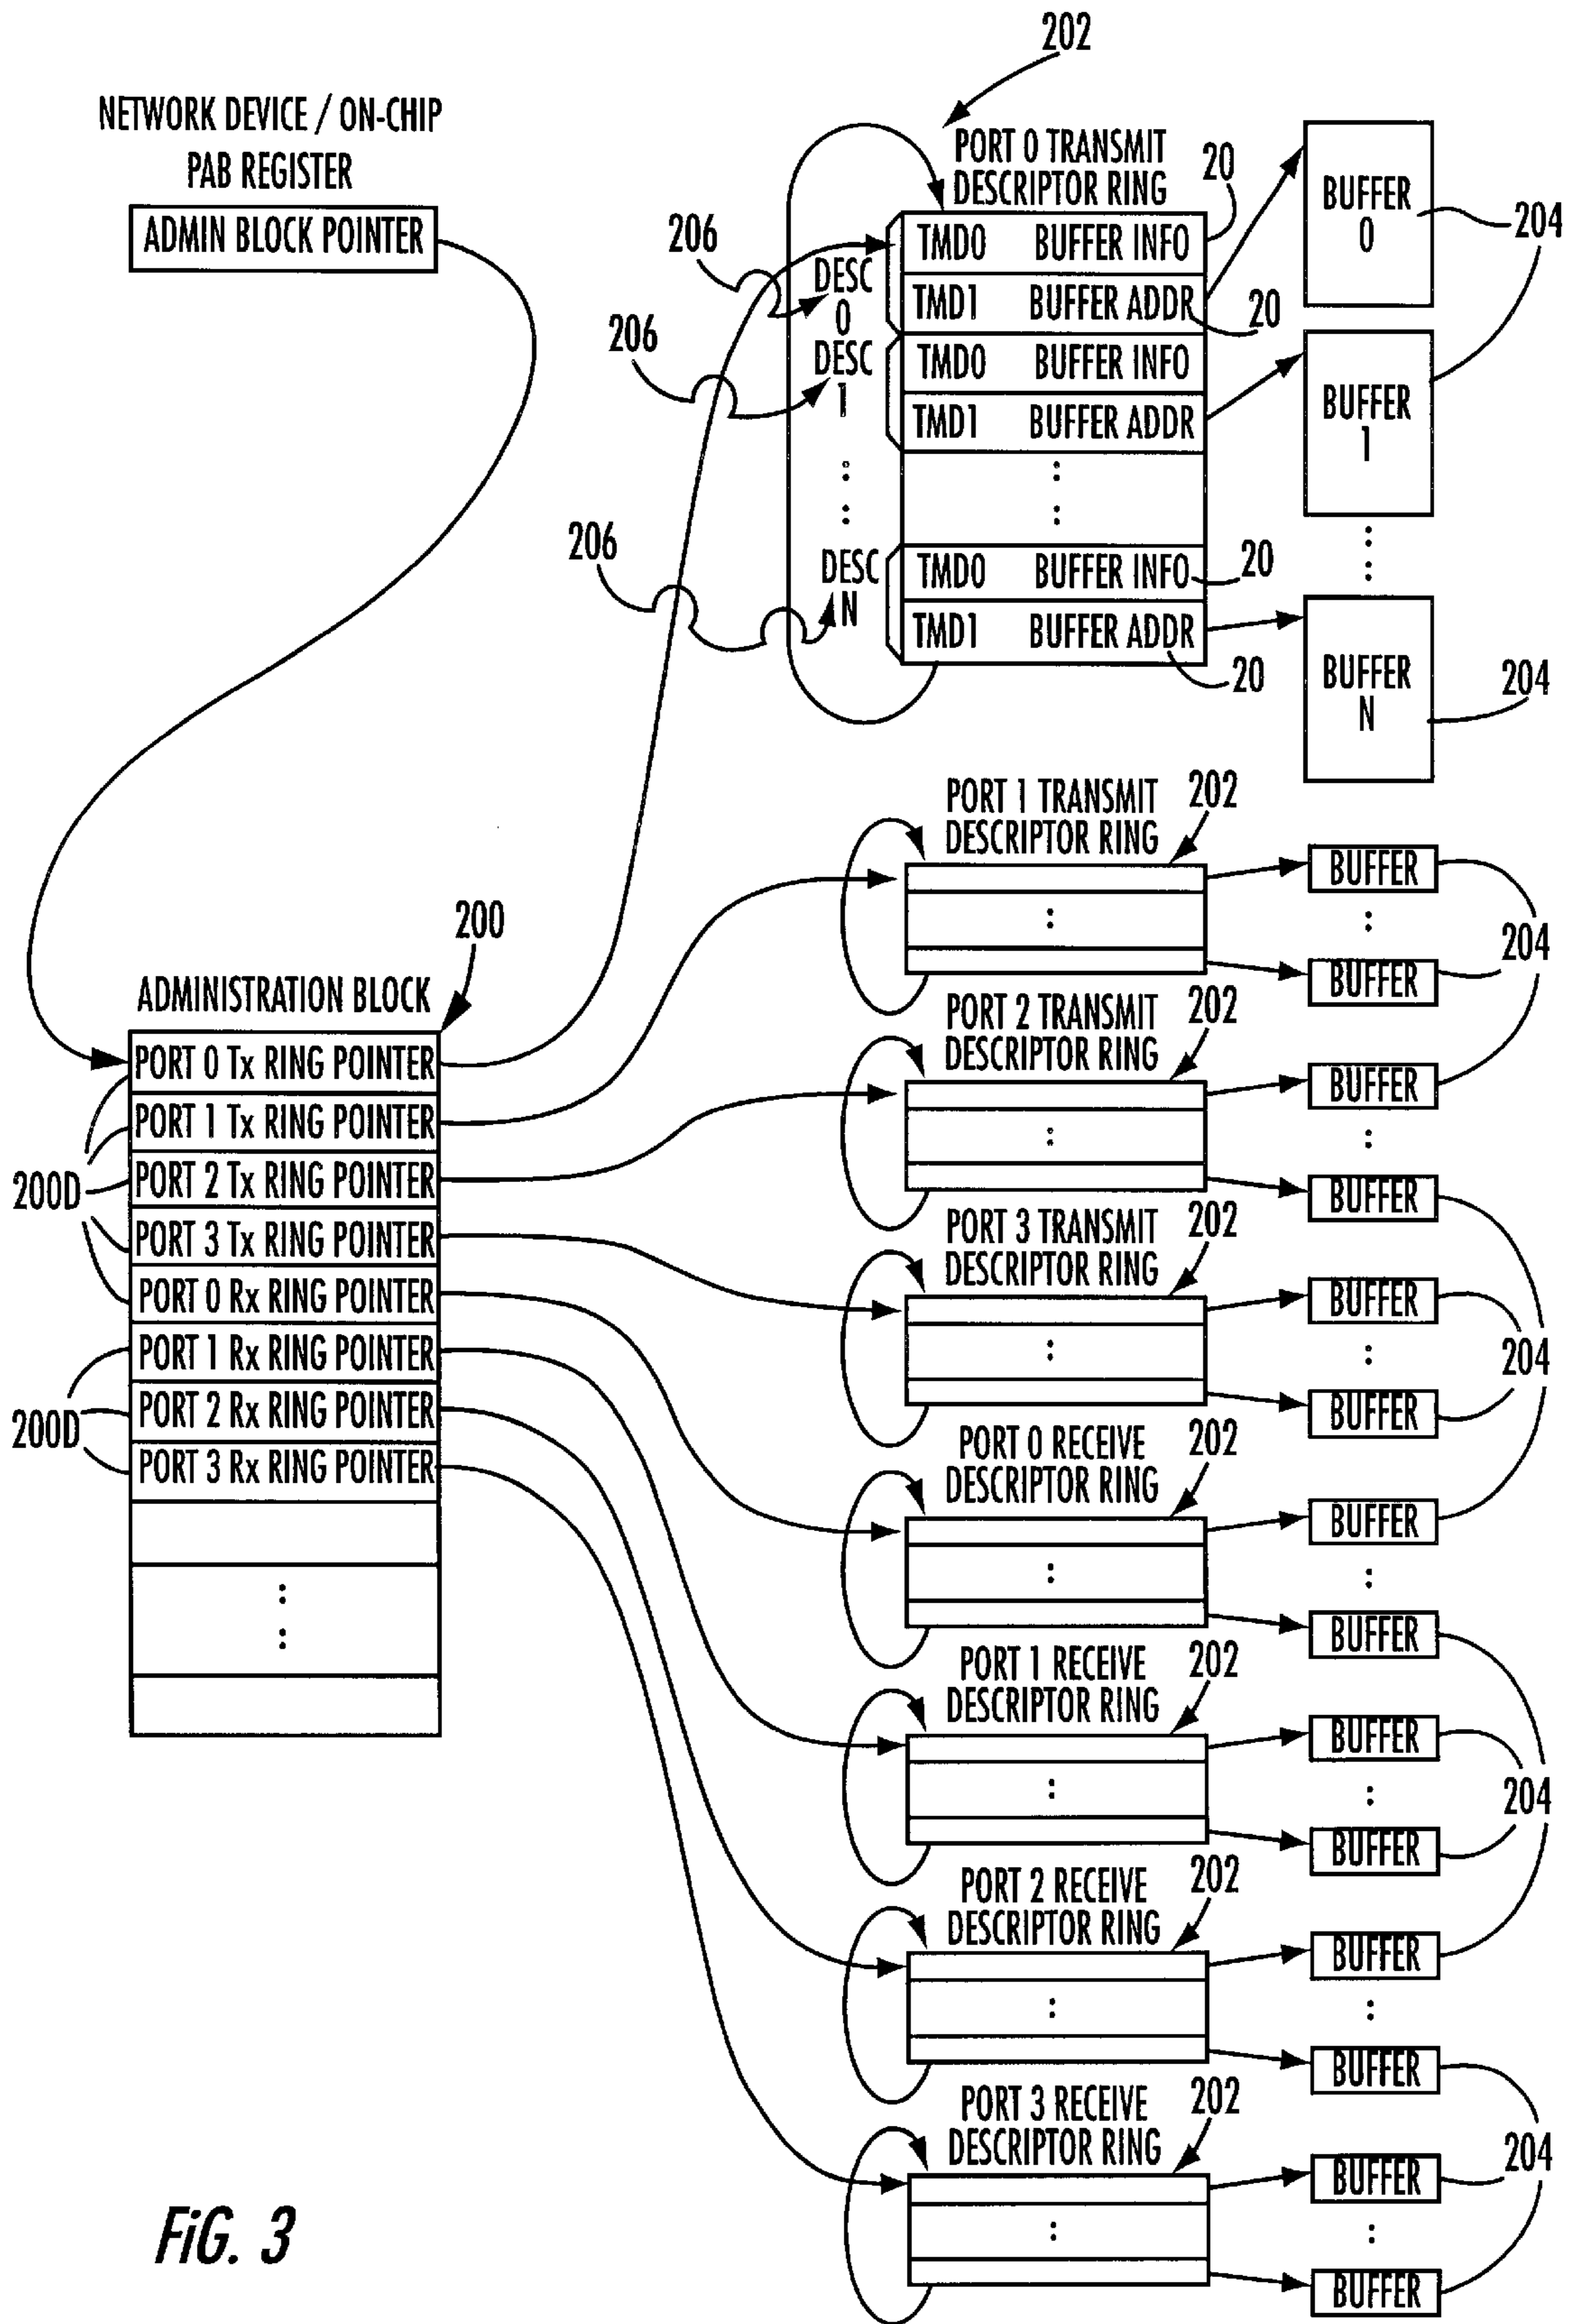 202
NETWORK DEVICE / ON-CHIP
PAB REGISTER
ADMIN BLOCK POINTER
PORT 0 TRANSMIT
DESCRIPTOR RING
20
206
DESC
0
TMD0 BUFFER INFO
TMD1 BUFFER ADDR
20
206
DESC
1
TMD0 BUFFER INFO
TMD1 BUFFER ADDR
:
:
:
:
206
DESC
N
TMD0 BUFFER INFO
20
TMD1 BUFFER ADDR
20
BUFFER
0
204
BUFFER
1
:
:
BUFFER
N
204
200
ADMINISTRATION BLOCK
PORT 0 Tx RING POINTER
PORT 1 Tx RING POINTER
PORT 2 Tx RING POINTER
PORT 3 Tx RING POINTER
PORT 0 Rx RING POINTER
PORT 1 Rx RING POINTER
PORT 2 Rx RING POINTER
PORT 3 Rx RING POINTER
:
:
200D
200D
PORT 1 TRANSMIT
DESCRIPTOR RING
202
:
BUFFER
:
BUFFER
204
PORT 2 TRANSMIT
DESCRIPTOR RING
202
:
BUFFER
:
BUFFER
PORT 3 TRANSMIT
DESCRIPTOR RING
202
:
BUFFER
:
BUFFER
204
PORT 0 RECEIVE
DESCRIPTOR RING
202
:
BUFFER
:
BUFFER
PORT 1 RECEIVE
DESCRIPTOR RING
202
:
BUFFER
:
BUFFER
204
PORT 2 RECEIVE
DESCRIPTOR RING
202
:
BUFFER
:
BUFFER
PORT 3 RECEIVE
DESCRIPTOR RING
202
:
BUFFER
:
BUFFER
204
FIG. 3